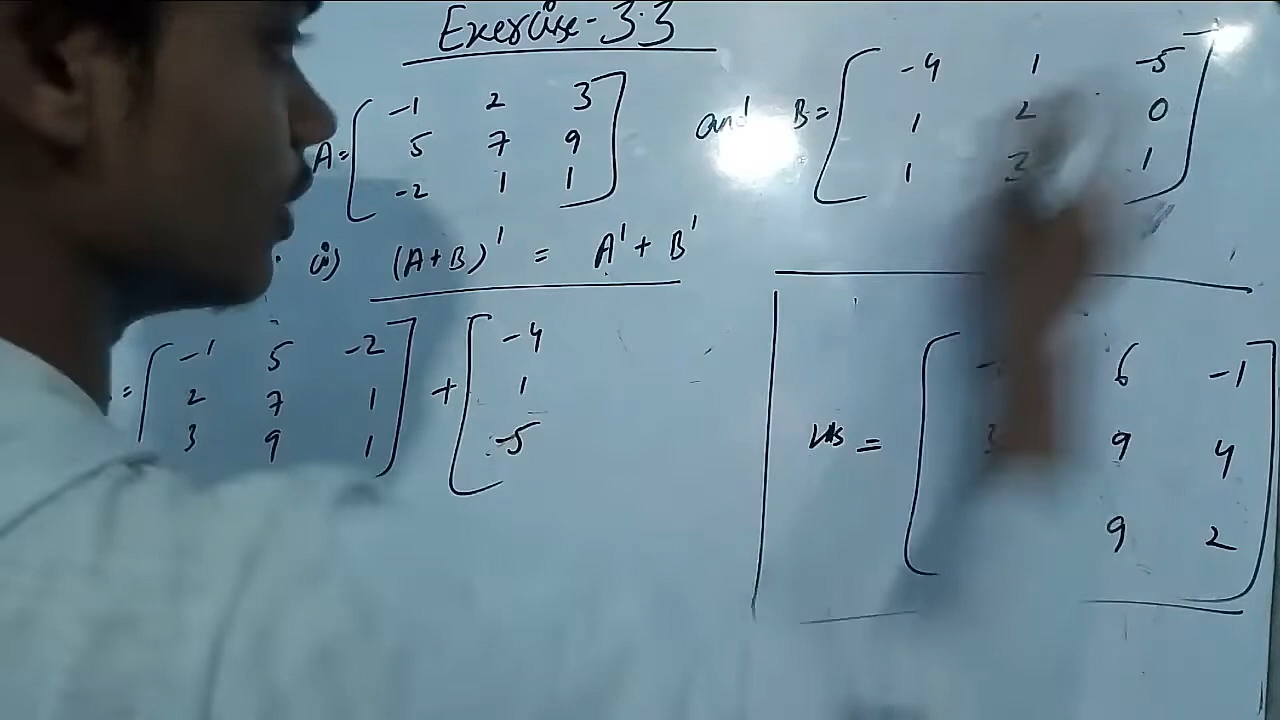 Exercise-3.3
A= [ -1 2 3
5 7 9
-2 1 1 ]
and B= [ -4 1 -5
1 2 0
1 3 1 ]
(A+B)' = A' + B'
= [ -1 5 -2
2 7 1
3 9 1 ] + [ -4
1
-5
= [ 6 -1
3 9 4
9 2 ]